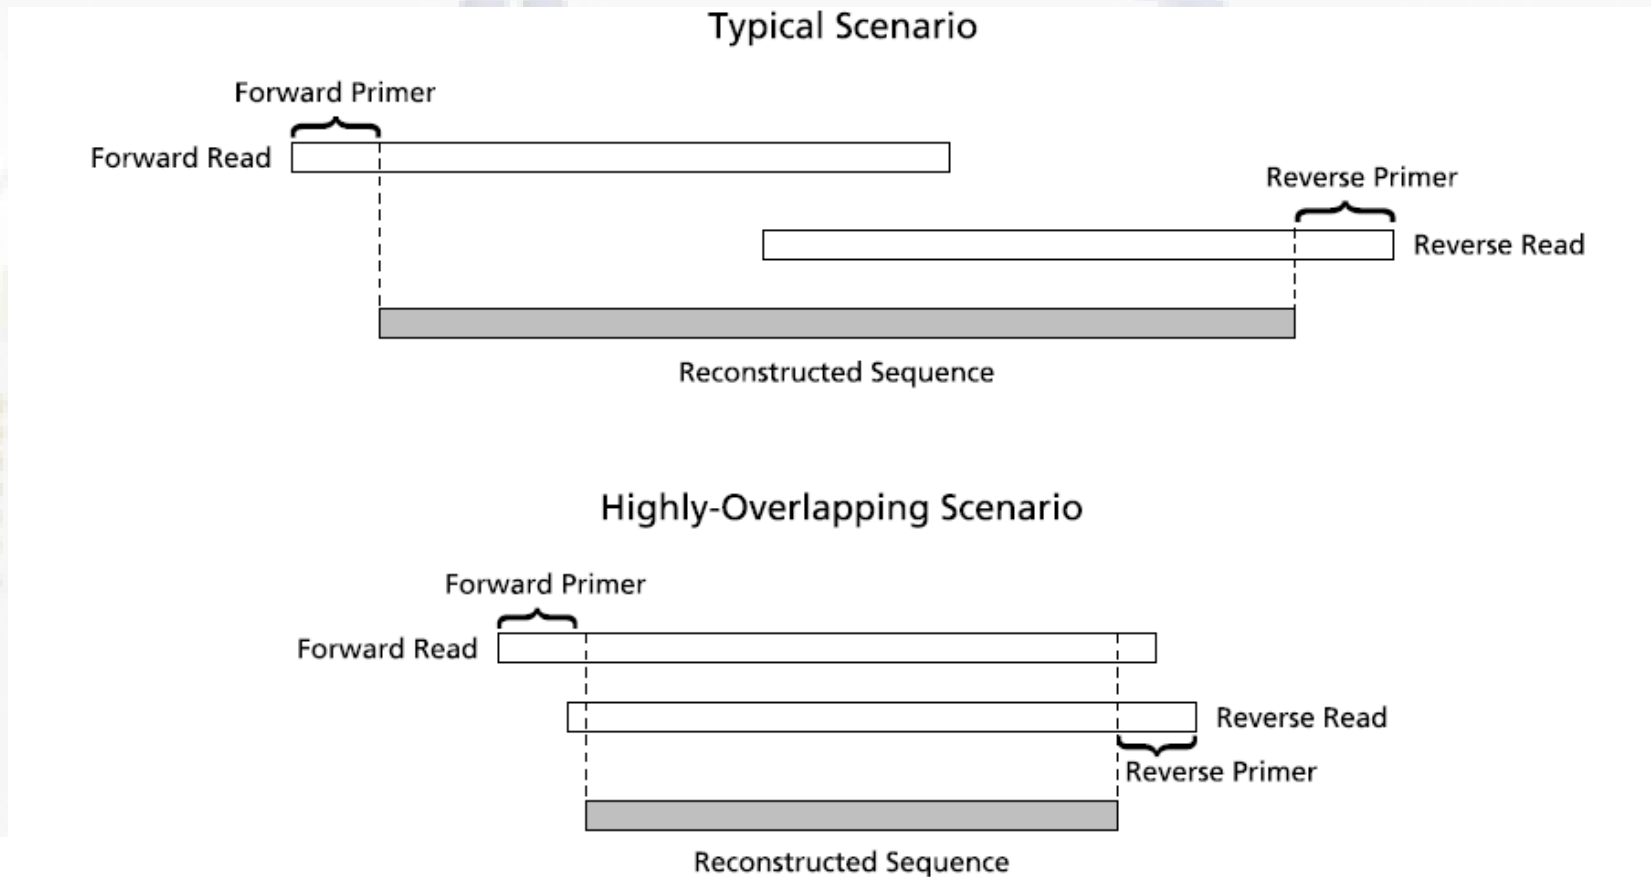 Typical Scenario
Forward Primer
Forward Read
Reverse Primer
Reverse Read
Reconstructed Sequence
Highly-Overlapping Scenario
Forward Primer
Forward Read
Reverse Read
Reverse Primer
Reconstructed Sequence